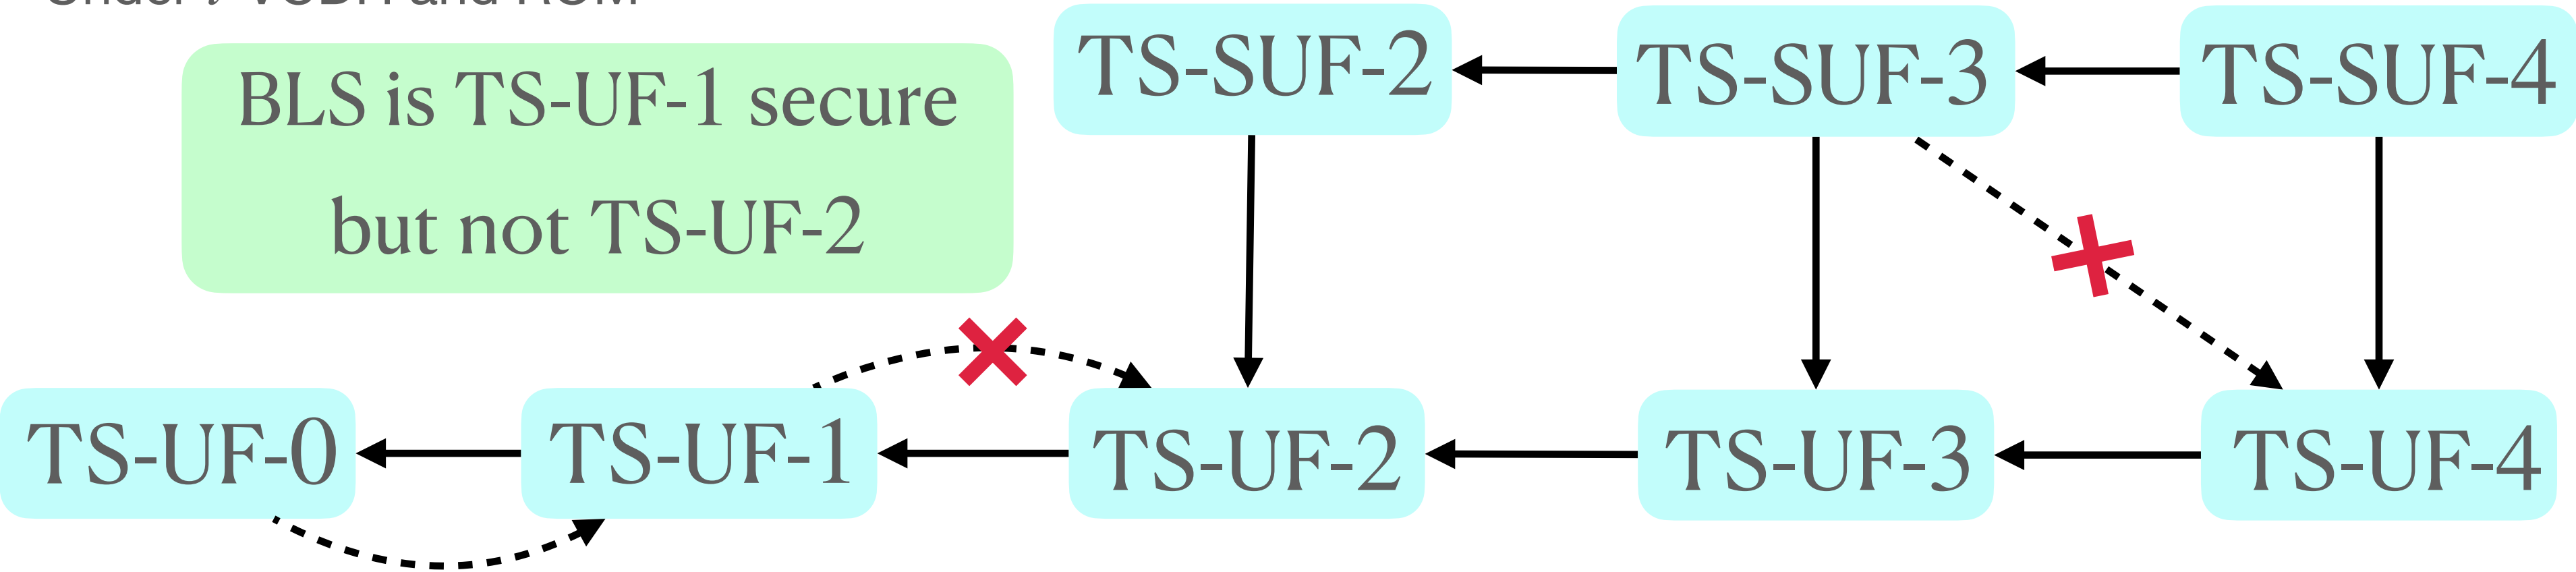 BLS is TS-UF-1 secure
but not TS-UF-2
TS-SUF-2
TS-SUF-3
TS-SUF-4
TS-UF-0
TS-UF-1
TS-UF-2
TS-UF-3
TS-UF-4